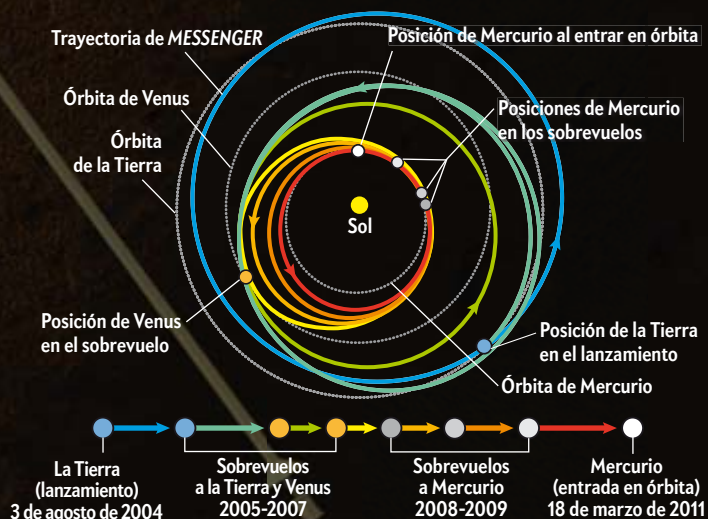 Trayectoria de MESSENGER
Posición de Mercurio al entrar en órbita
Órbita de Venus
Posiciones de Mercurio
en los sobrevuelos
Órbita
de la Tierra
Sol
Posición de Venus
en el sobrevuelo
Posición de la Tierra
en el lanzamiento
Órbita de Mercurio
La Tierra
(lanzamiento)
3 de agosto de 2004
Sobrevuelos
a la Tierra y Venus
2005-2007
Sobrevuelos
a Mercurio
2008-2009
Mercurio
(entrada en órbita)
18 de marzo de 2011